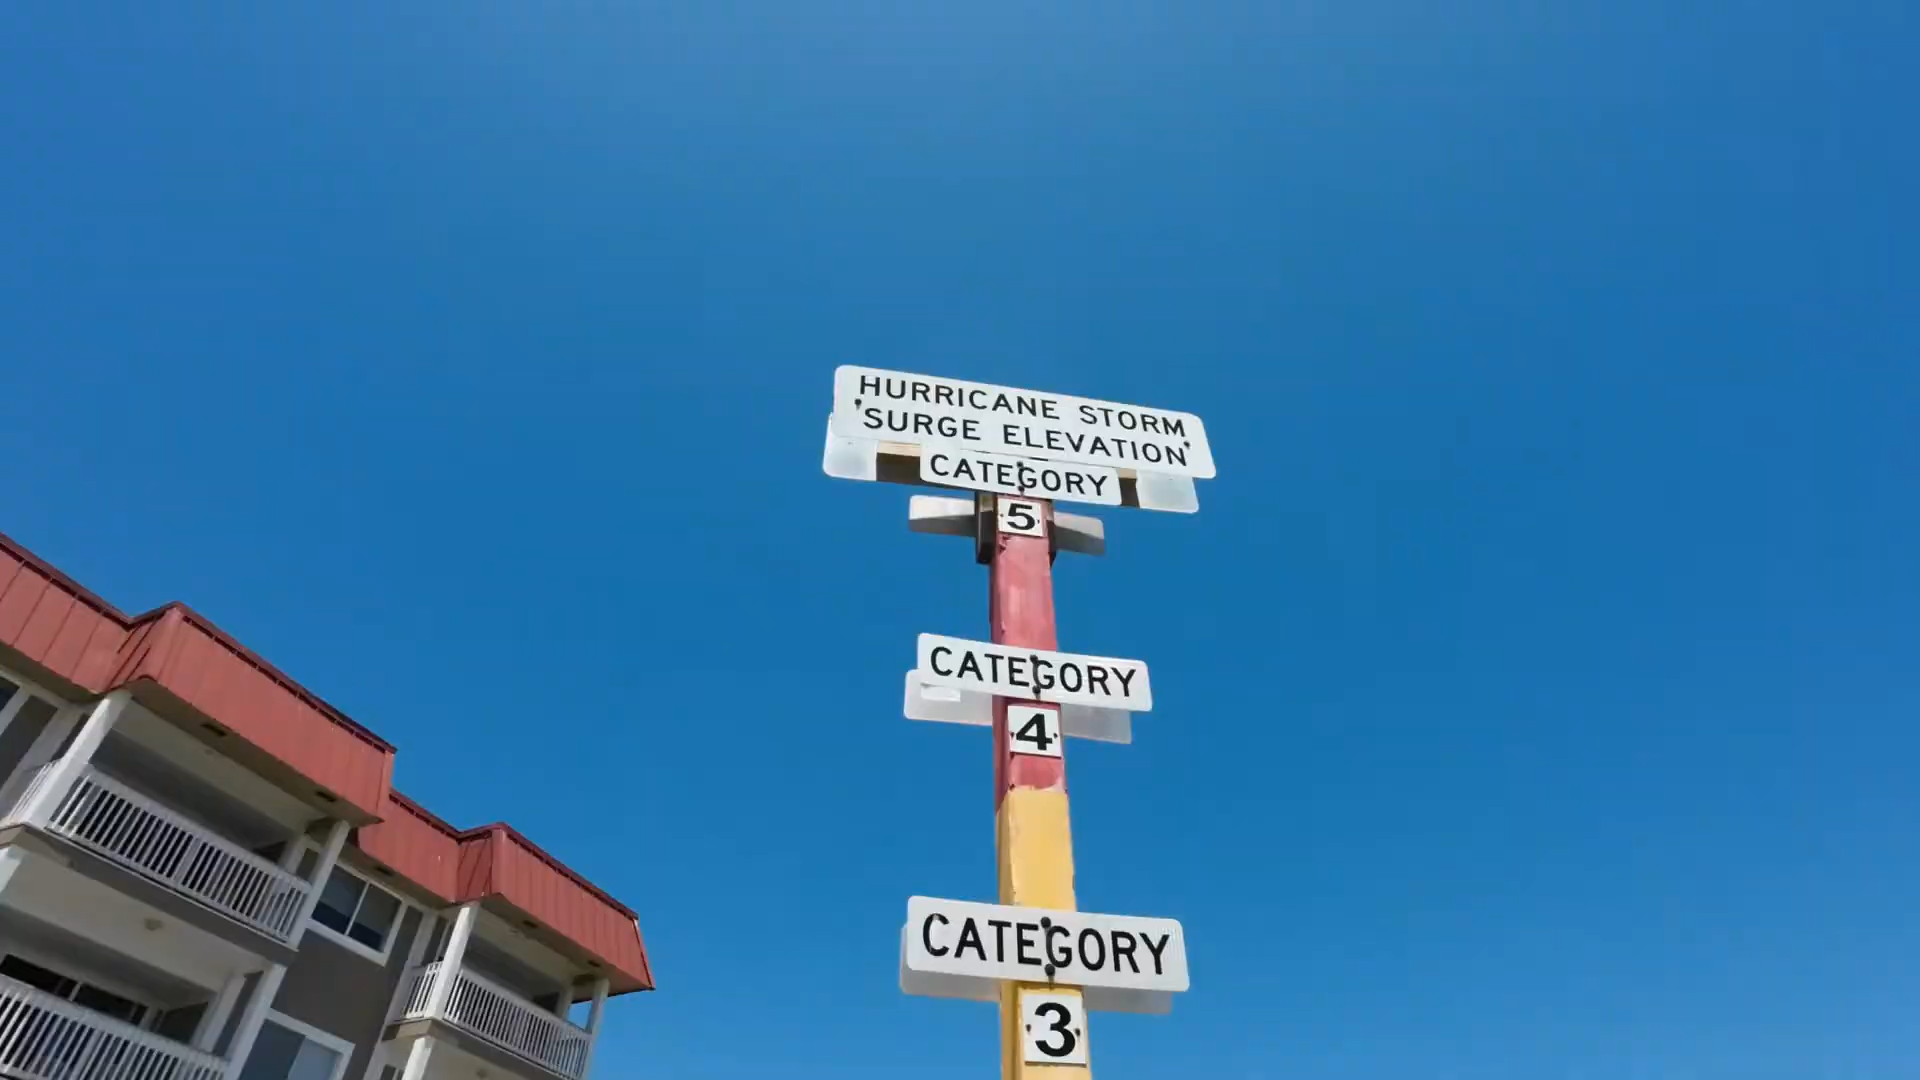 HURRICANE STORM
SURGE ELEVATION
CATEGORY
5
CATEGORY
4
CATEGORY
3